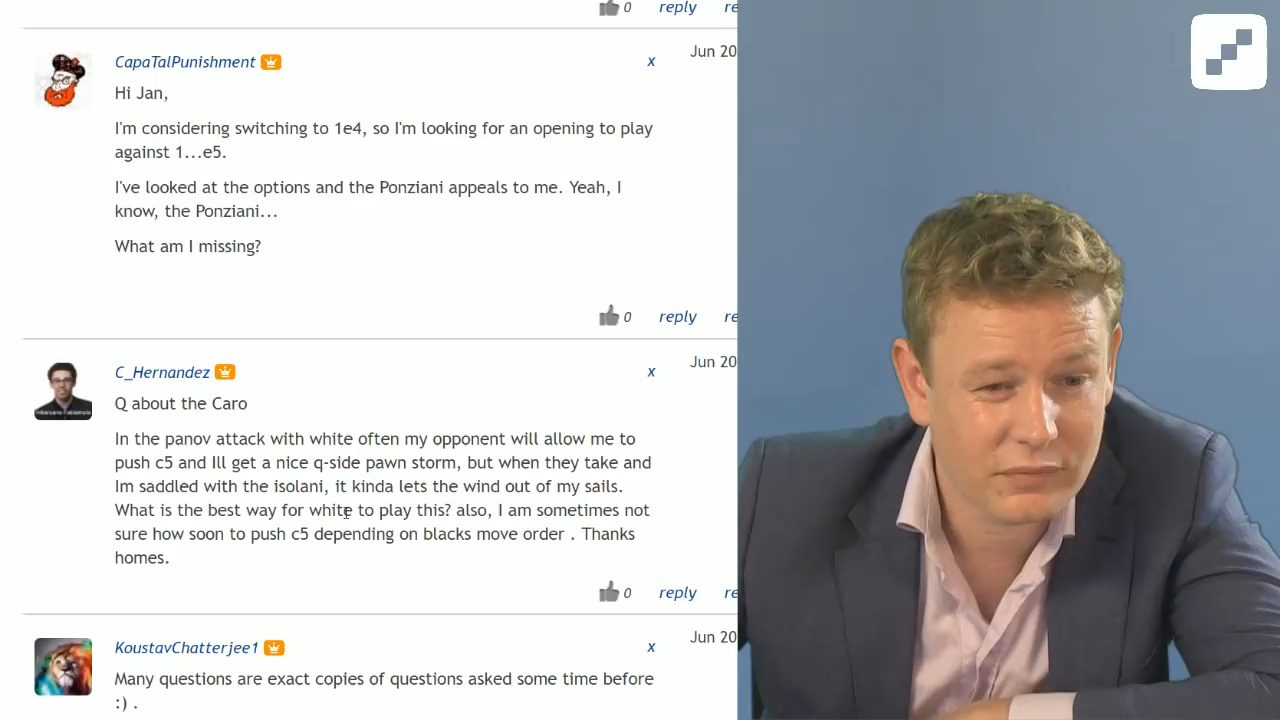 0 reply re
CapaTalPunishment x Jun 20
Hi Jan,
I'm considering switching to 1e4, so I'm looking for an opening to play
against 1...e5.
I've looked at the options and the Ponziani appeals to me. Yeah, I
know, the Ponziani...
What am I missing?
0 reply re
C_Hernandez x Jun 20
Q about the Caro
In the panov attack with white often my opponent will allow me to
push c5 and Ill get a nice q-side pawn storm, but when they take and
Im saddled with the isolani, it kinda lets the wind out of my sails.
What is the best way for white to play this? also, I am sometimes not
sure how soon to push c5 depending on blacks move order . Thanks
homes.
0 reply re
KoustavChatterjee1 x Jun 20
Many questions are exact copies of questions asked some time before
:) .